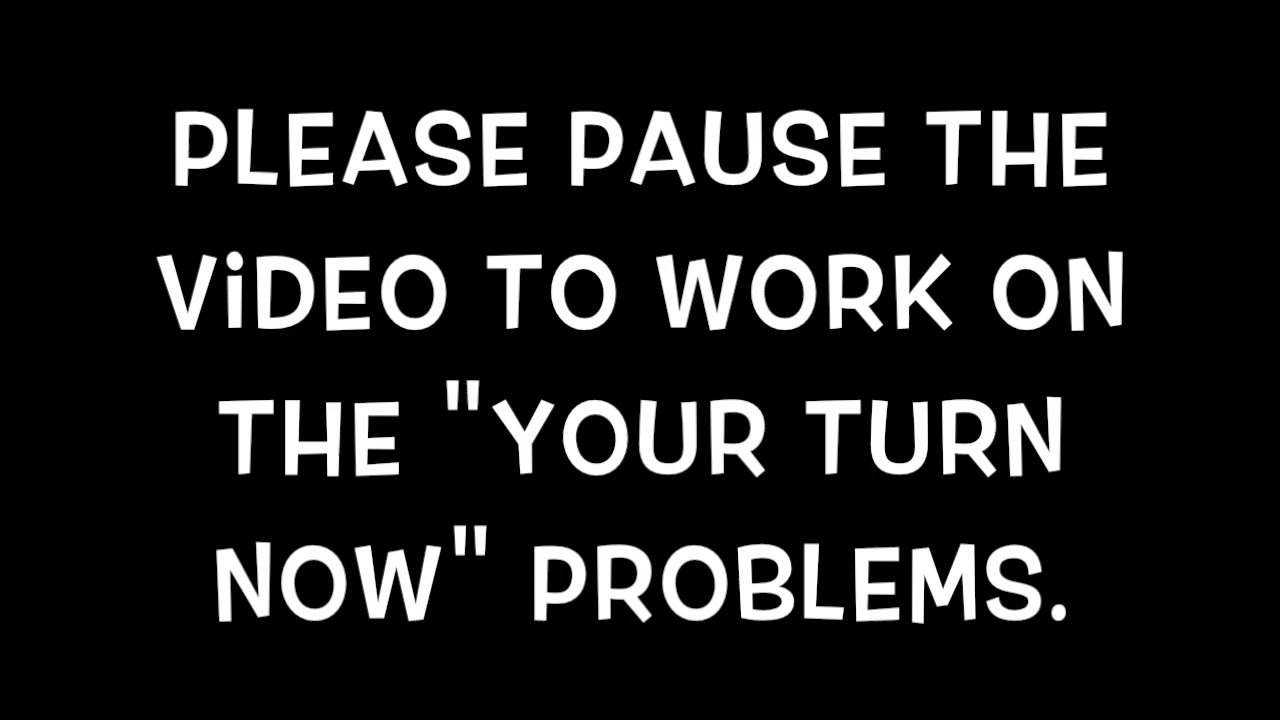 PLEASE PAUSE THE
ViDEO TO WORK ON
THE "YOUR TURN
NOW" PROBLEMS.